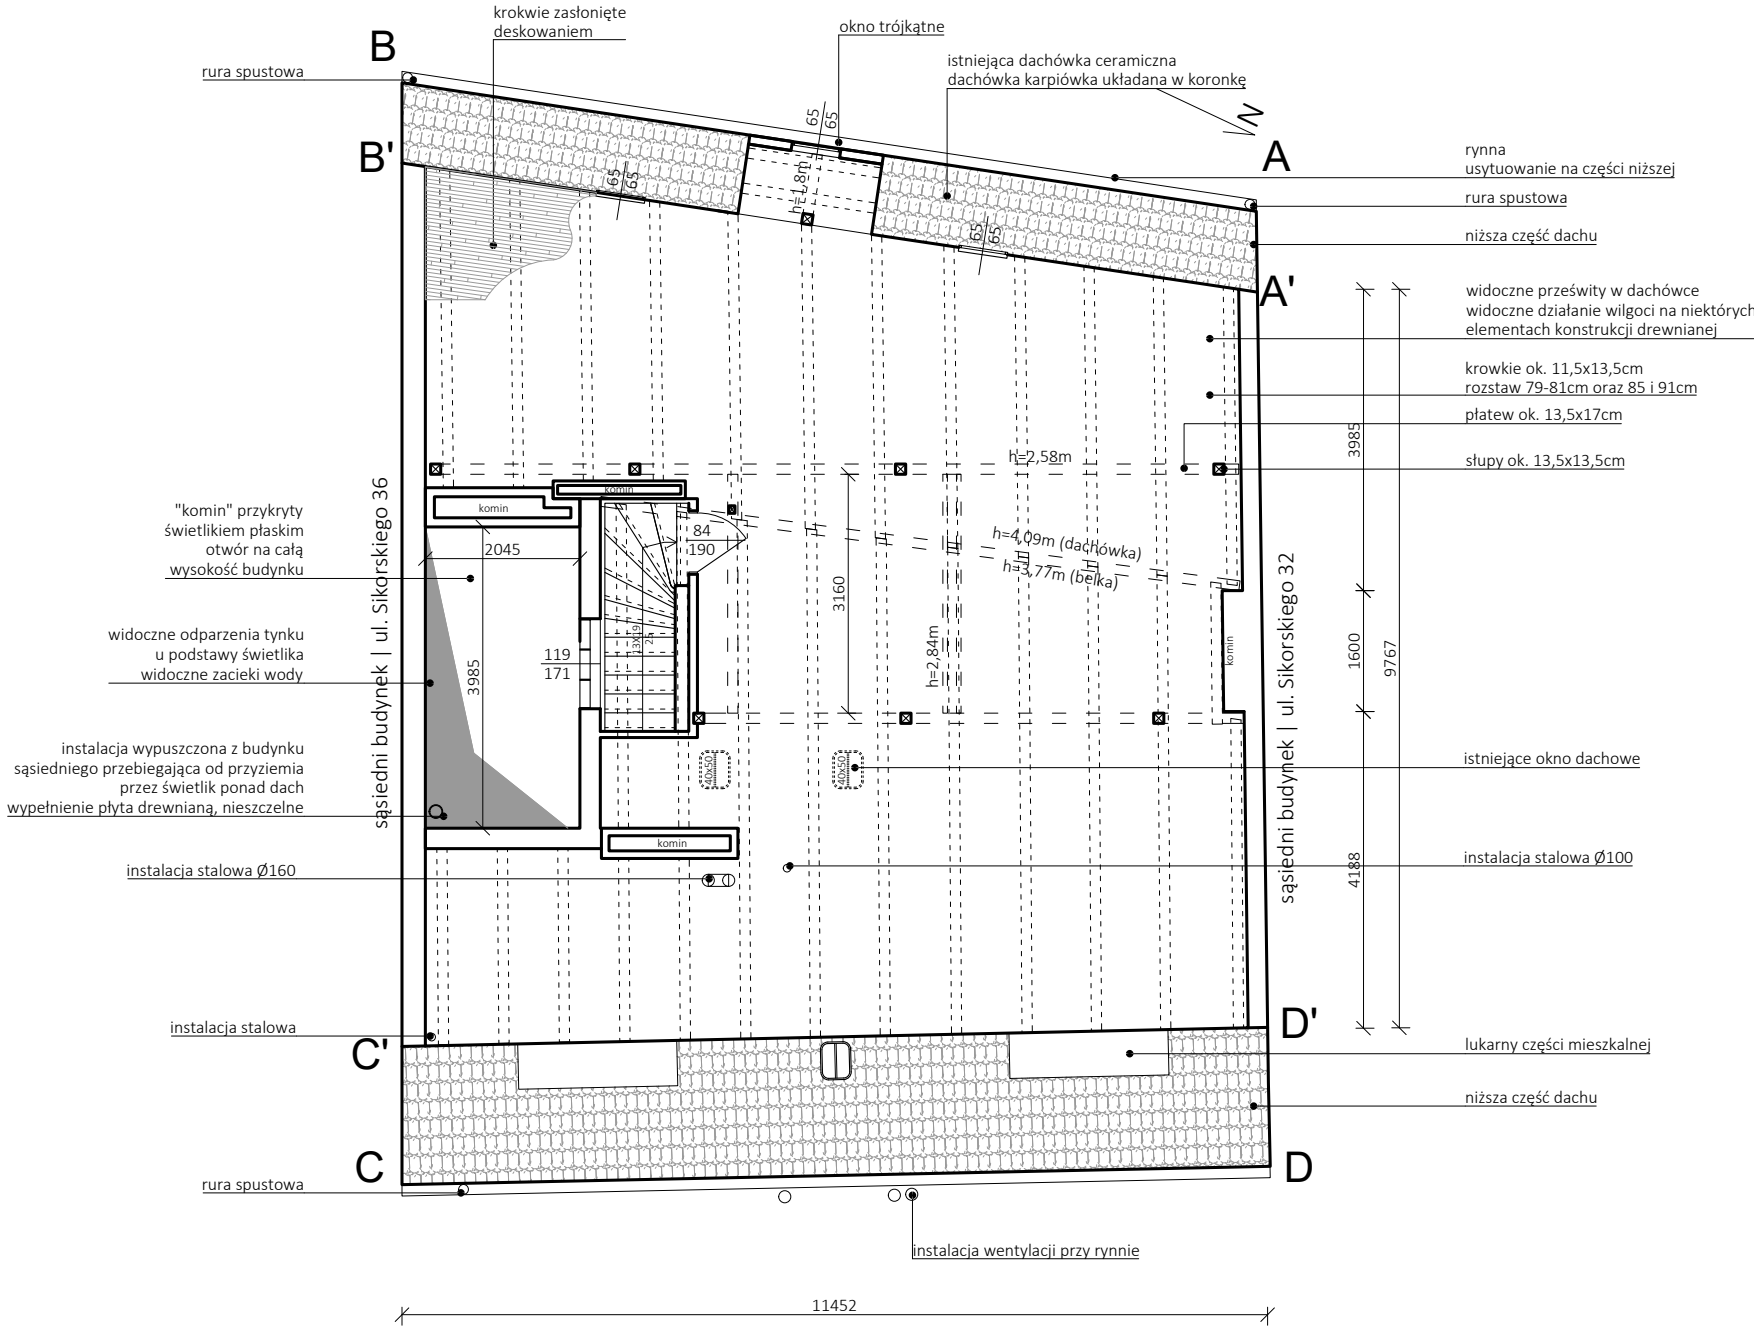 krokwie zasłonięte
deskowaniem
B
rura spustowa
okno trójkątne
istniejąca dachówka ceramiczna
dachówka karpiówka układana w koronkę
N
65
65
A
rynna
usytuowanie na części niższej
rura spustowa
niższa część dachu
B'
65
65
h=1,8m
65
65
A'
widoczne prześwity w dachówce
widoczne działanie wilgoci na niektórych
elementach konstrukcji drewnianej
krowkie ok. 11,5x13,5cm
rozstaw 79-81cm oraz 85 i 91cm
płatew ok. 13,5x17cm
słupy ok. 13,5x13,5cm
3985
h=2,58m
komin
komin
"komin" przykryty
świetlikiem płaskim
otwór na całą
wysokość budynku
2045
84
190
h=4,09m (dachówka)
h=3,77m (belka)
3160
sąsiedni budynek | ul. Sikorskiego 36
sąsiedni budynek | ul. Sikorskiego 32
widoczne odparzenia tynku
u podstawy świetlika
widoczne zacieki wody
3985
119
171
13x19
25
h=2,84m
komin
1600
9767
instalacja wypuszczona z budynku
sąsiedniego przebiegająca od przyziemia
przez świetlik ponad dach
wypełnienie płyta drewnianą, nieszczelne
40x50
40x50
istniejące okno dachowe
komin
instalacja stalowa Ø160
instalacja stalowa Ø100
4188
instalacja stalowa
C'
D'
lukarny części mieszkalnej
niższa część dachu
C
D
rura spustowa
instalacja wentylacji przy rynnie
11452